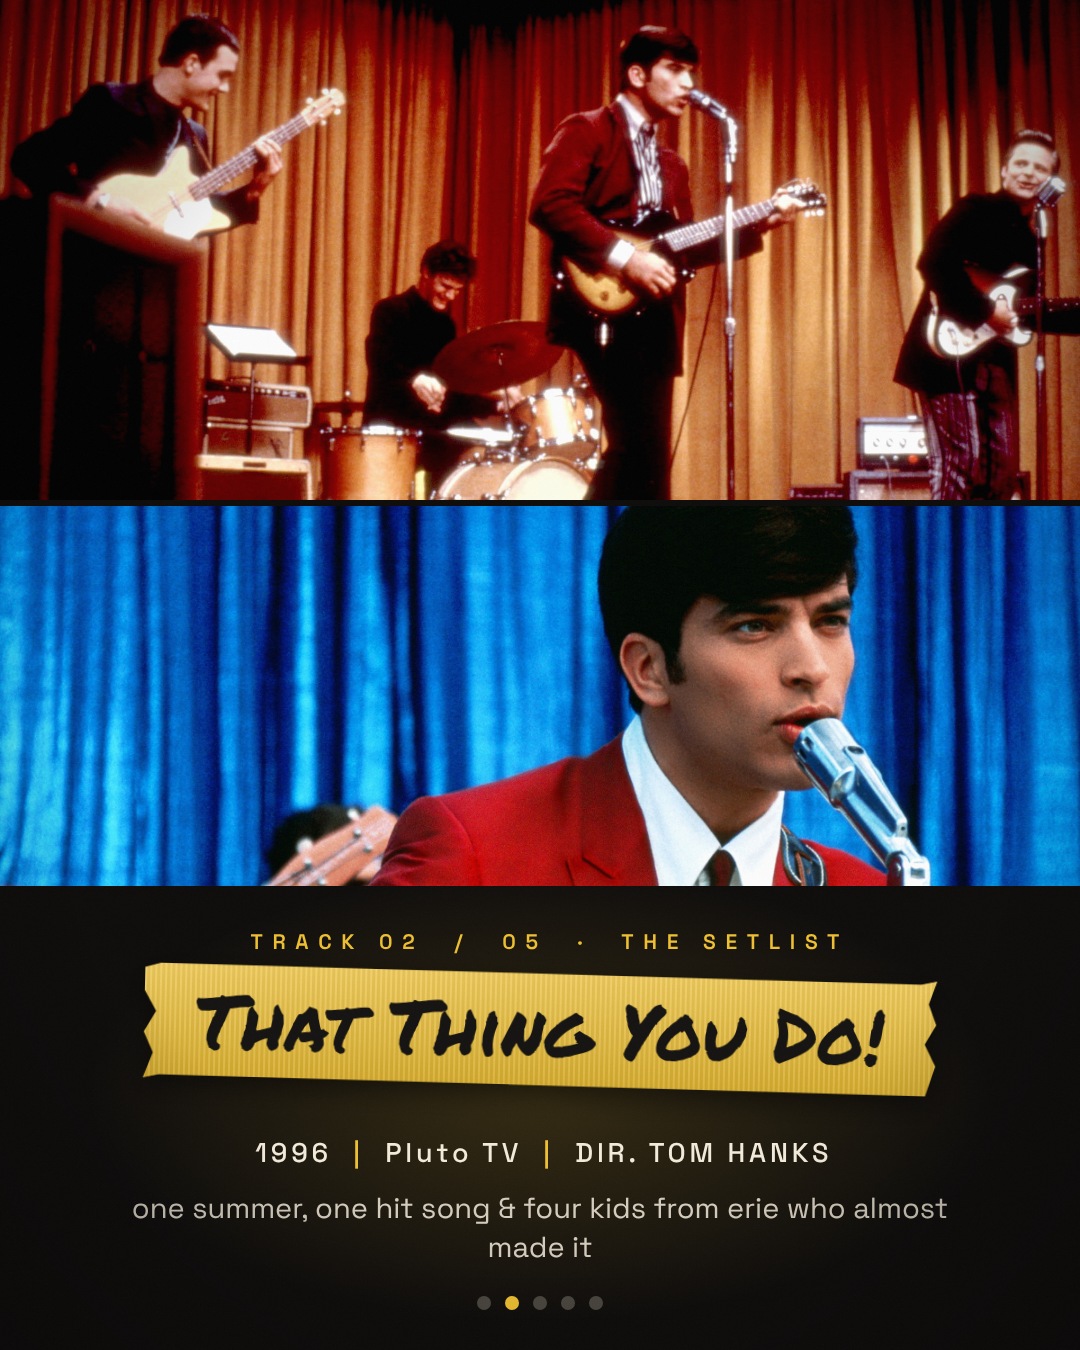 TRACK 02 / 05 · THE SETLIST
THAT THING YOU DO!
1996 | Pluto TV | DIR. TOM HANKS
one summer, one hit song & four kids from erie who almost
made it